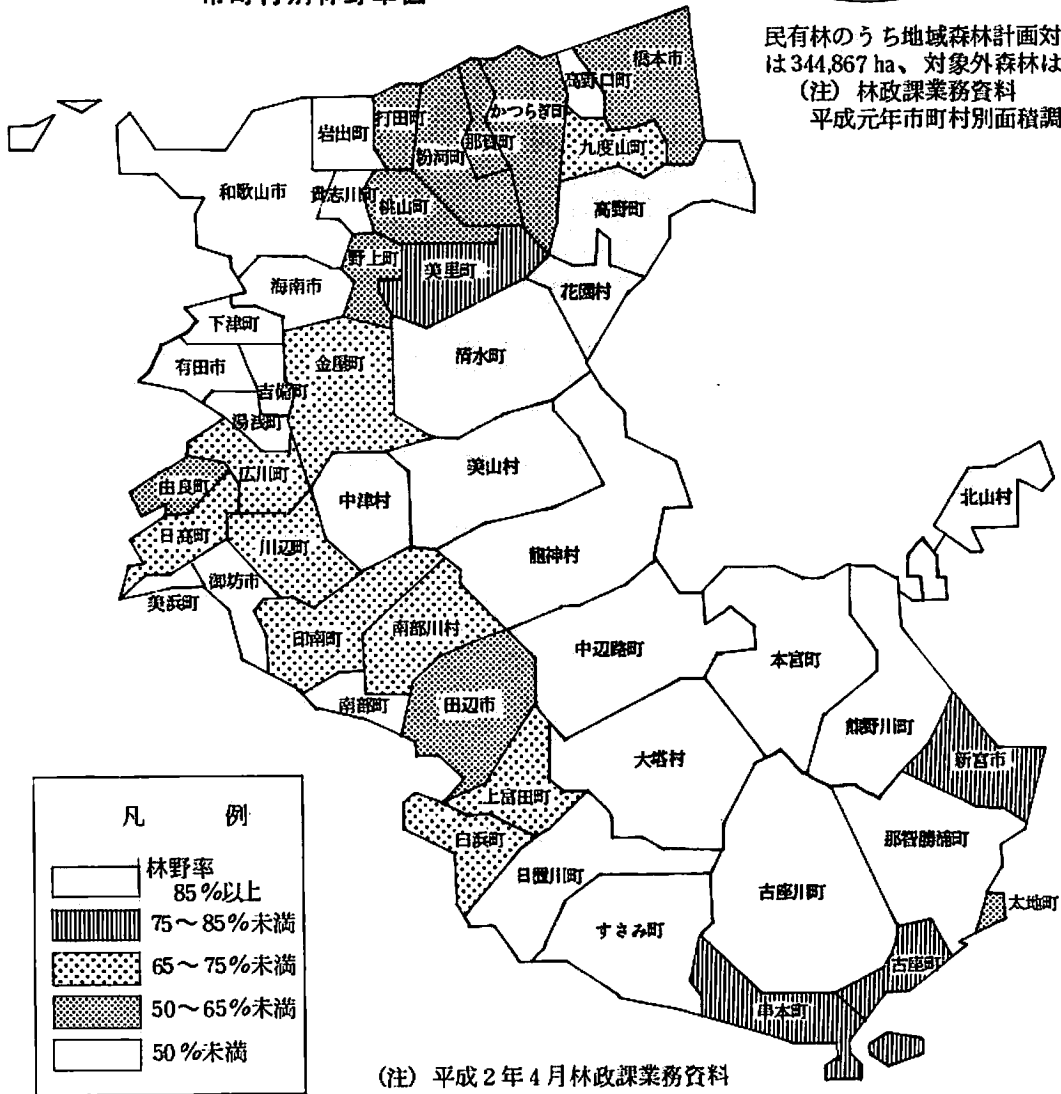 民有林のうち地域森林計画対
は344,867 ha、対象外森林は
(注) 林政課業務資料
平成元年市町村別面積調
橋本市
高野口町
かつらぎ町
打田町
岩出町
粉河町
那賀町
九度山町
和歌山市
貴志川町
桃山町
高野町
野上町
美里町
海南市
花園村
下津町
清水町
有田市
金屋町
吉備町
湯浅町
美山村
広川町
由良町
中津村
北山村
日高町
川辺町
龍神村
御坊市
美浜町
印南町
南部川村
中辺路町
本宮町
南部町
田辺市
熊野川町
新宮市
大塔村
上富田町
白浜町
那智勝浦町
日置川町
古座川町
太地町
すさみ町
古座町
串本町
凡 例
林野率
85%以上
75～85%未満
65～75%未満
50～65%未満
50%未満
(注) 平成2年4月林政課業務資料